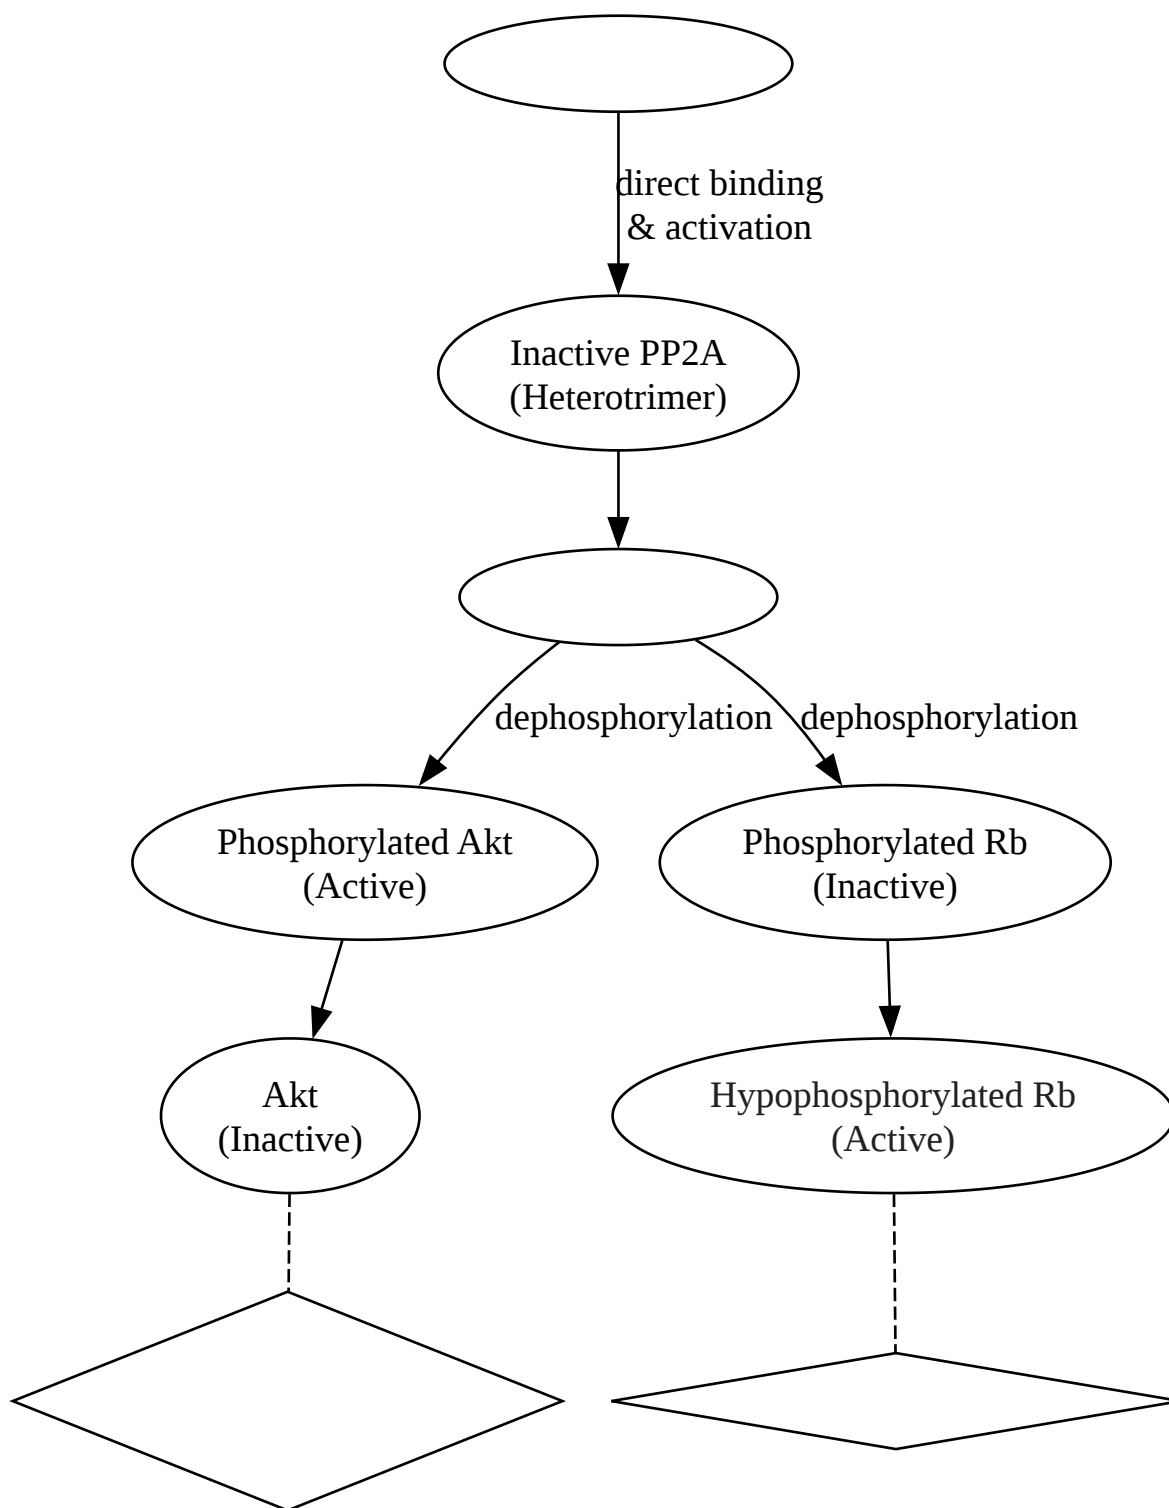 direct binding
& activation
Inactive PP2A
(Heterotrimer)
dephosphorylation
dephosphorylation
Phosphorylated Akt
(Active)
Phosphorylated Rb
(Inactive)
Akt
(Inactive)
Hypophosphorylated Rb
(Active)